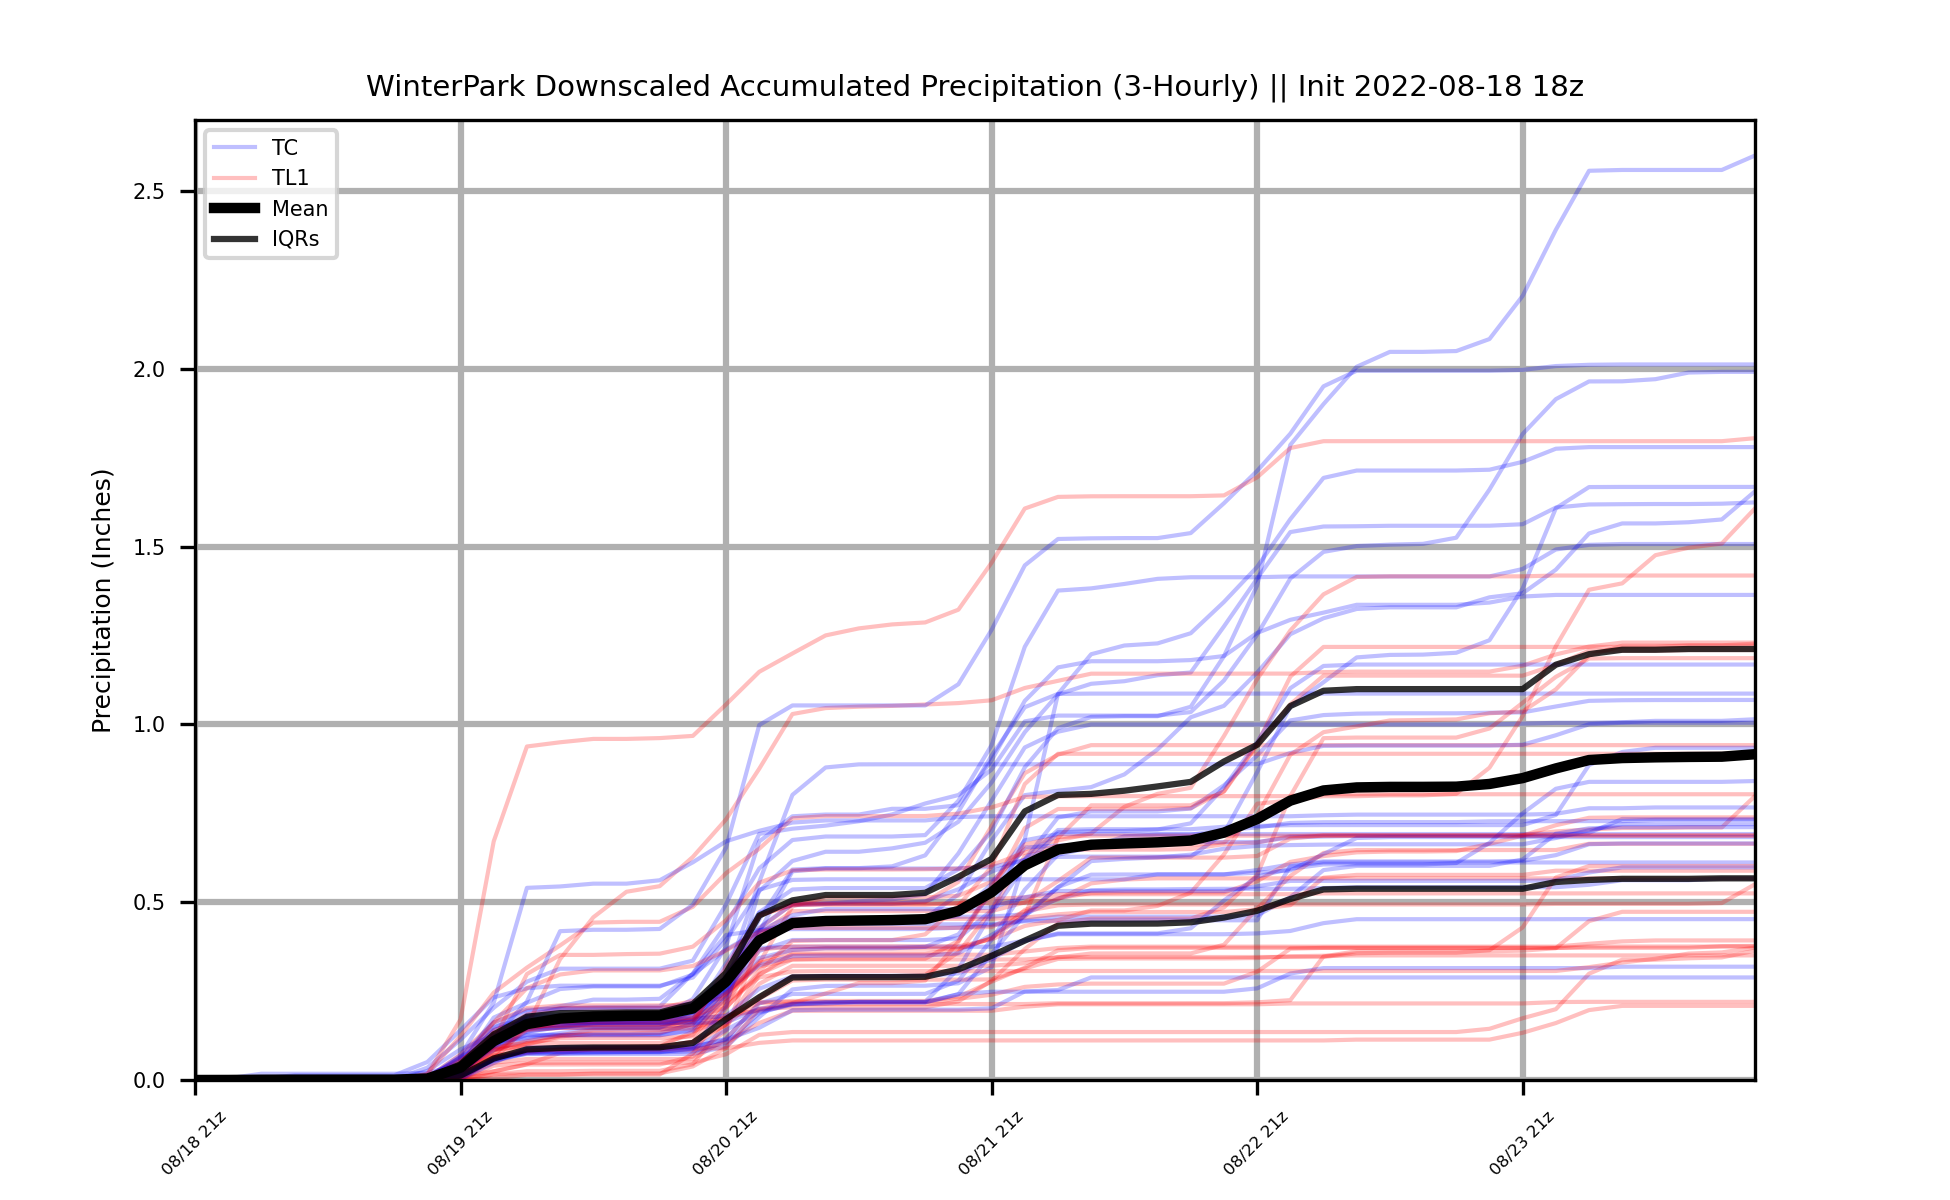 WinterPark Downscaled Accumulated Precipitation (3-Hourly) || Init 2022-08-18 18z
TC
TL1
Mean
IQRs
Precipitation (Inches)
2.5
2.0
1.5
1.0
0.5
0.0
08/18 21z
08/19 21z
08/20 21z
08/21 21z
08/22 21z
08/23 21z